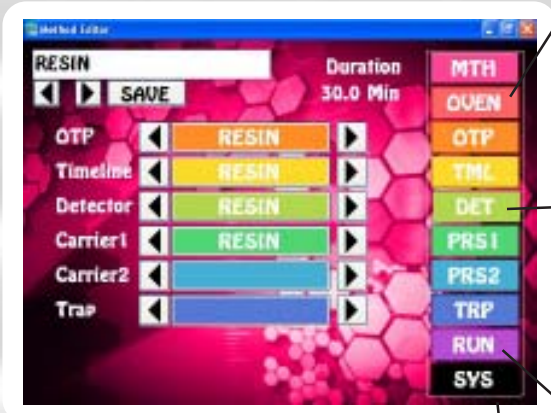 Method Editor
RESIN
SAVE
Duration
30.0 Min
OTP RESIN
Timeline RESIN
Detector RESIN
Carrier1 RESIN
Carrier2
Trap
MTH
OVEN
OTP
TML
DET
PRS1
PRS2
TRP
RUN
SYS